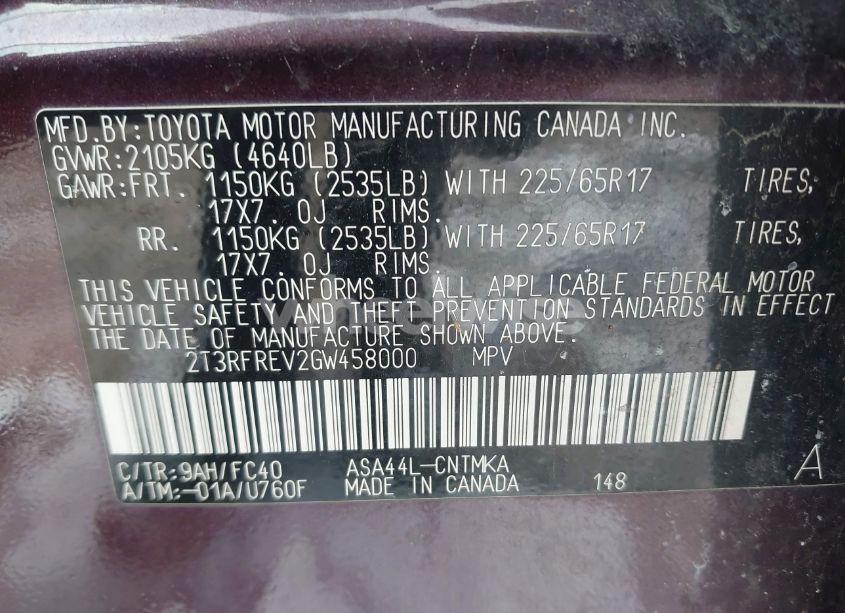 MFD.BY:TOYOTA MOTOR MANUFACTURING CANADA INC.
GVWR:2105KG (4640LB)
GAWR:FRT. 1150KG (2535LB) WITH 225/65R17 TIRES,
17X7. 0J RIMS.
RR. 1150KG (2535LB) WITH 225/65R17 TIRES,
17X7. 0J RIMS.
THIS VEHICLE CONFORMS TO ALL APPLICABLE FEDERAL MOTOR
VEHICLE SAFETY AND THEFT PREVENTION STANDARDS IN EFFECT
THE DATE OF MANUFACTURE SHOWN ABOVE.
2T3RFREV2GW458000 MPV
C/TR:9AH/FC40 ASA44L-CNTMKA A
A/TM:-01A/U760F MADE IN CANADA 148